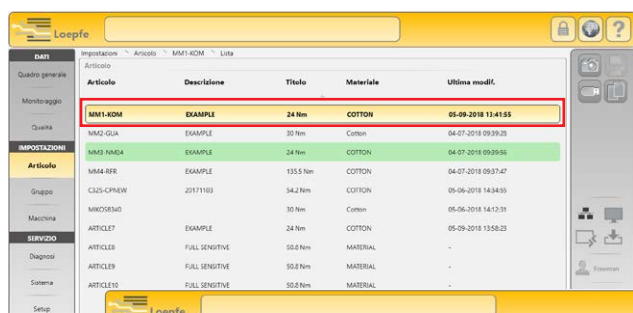 Loepfe
DATI
Quadro generale
Monitoraggio
Qualità
IMPOSTAZIONI
Articolo
Gruppo
Macchina
SERVIZIO
Diagnosi
Sistema
Setup
Impostazioni Articolo MM1-KOM Lista
Articolo
Articolo Descrizione Titolo Materiale Ultima modif.
MM1-KOM EXAMPLE 24 Nm COTTON 05-09-2018 13:41:55
MM2-GUA EXAMPLE 30 Nm Cotton 04-07-2018 09:39:25
MM3-NM24 EXAMPLE 24 Nm COTTON 04-07-2018 09:39:56
MM4-RFR EXAMPLE 135.5 Nm COTTON 04-07-2018 09:37:47
C325-CPNEW 20171103 54.2 Nm COTTON 05-06-2018 14:34:55
MIKOS8340 30 Nm Cotton 05-06-2018 14:12:31
ARTICLE7 EXAMPLE 24 Nm COTTON 05-09-2018 13:58:23
ARTICLE8 FULL SENSITIVE 50.8 Nm MATERIAL -
ARTICLE9 FULL SENSITIVE 50.8 Nm MATERIAL -
ARTICLE10 FULL SENSITIVE 50.8 Nm MATERIAL -
?
Loepfe